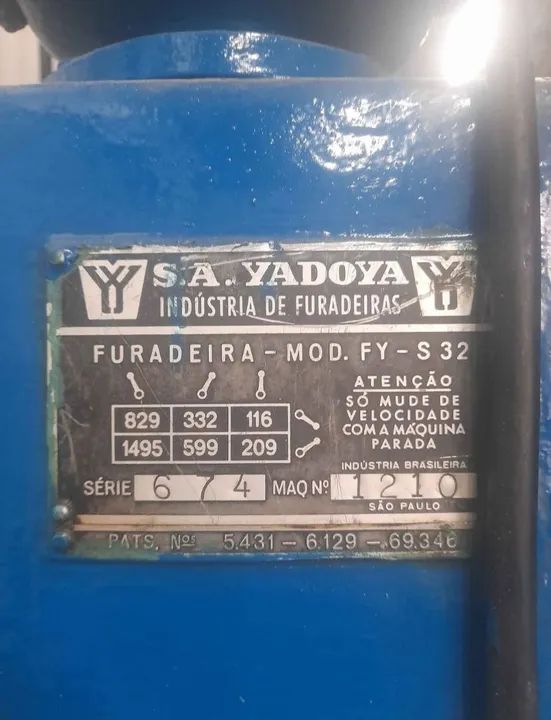 S.A. YADOYA
INDÚSTRIA DE FURADEIRAS
FURADEIRA - MOD. FY - S 32
829 332 116
1495 599 209
ATENÇÃO
SÓ MUDE DE
VELOCIDADE
COM A MÁQUINA
PARADA
INDÚSTRIA BRASILEIRA
SÉRIE 674 MAQ Nº 1210
SÃO PAULO
PATS. Nos. 5.431 - 6.129 - 69.346